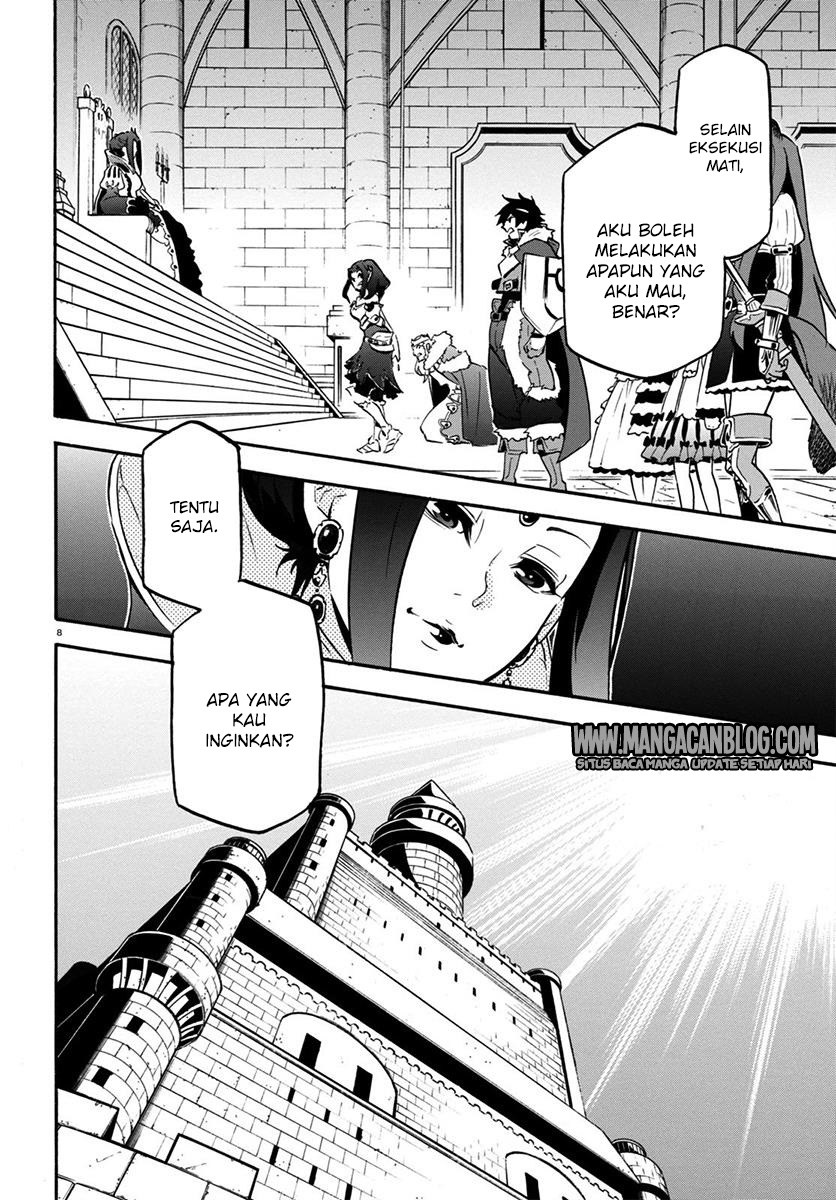 SELAIN
EKSEKUSI
MATI,
AKU BOLEH
MELAKUKAN
APAPUN YANG
AKU MAU,
BENAR?
TENTU
SAJA.
8
APA YANG
KAU
INGINKAN?
WWW.MANGACANBLOG.COM
SITUS BACA MANGA UPDATE SETIAP HARI